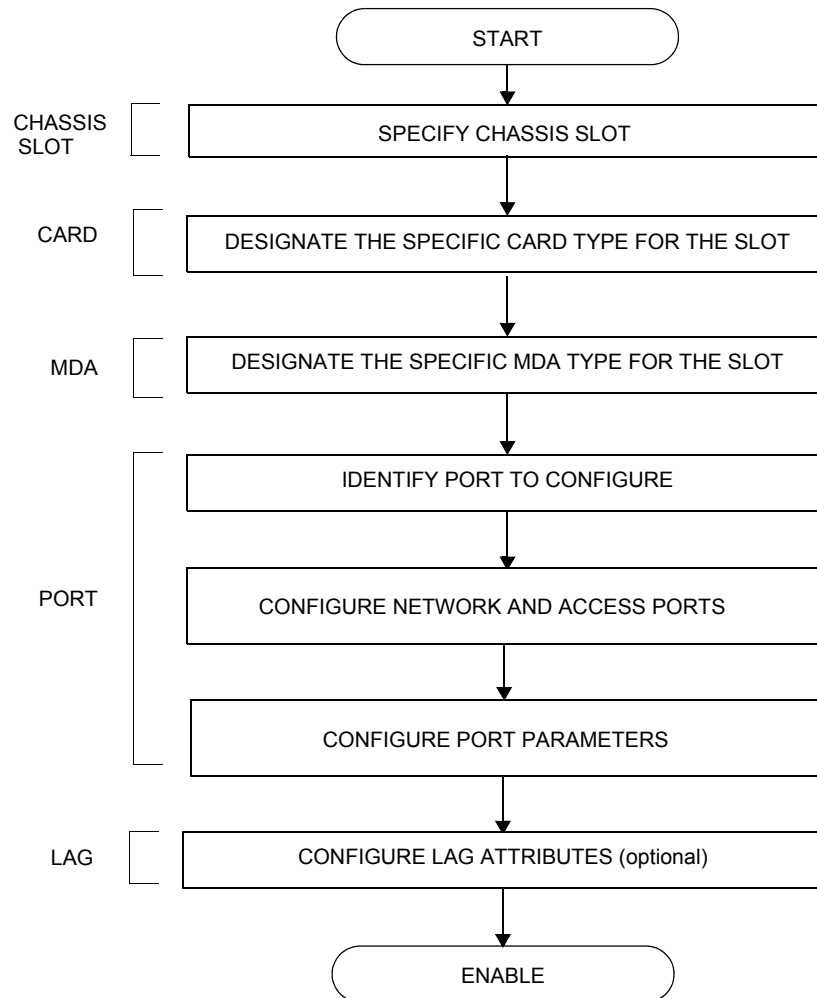 START
CHASSIS
SLOT
SPECIFY CHASSIS SLOT
CARD
DESIGNATE THE SPECIFIC CARD TYPE FOR THE SLOT
MDA
DESIGNATE THE SPECIFIC MDA TYPE FOR THE SLOT
IDENTIFY PORT TO CONFIGURE
PORT
CONFIGURE NETWORK AND ACCESS PORTS
CONFIGURE PORT PARAMETERS
LAG
CONFIGURE LAG ATTRIBUTES (optional)
ENABLE